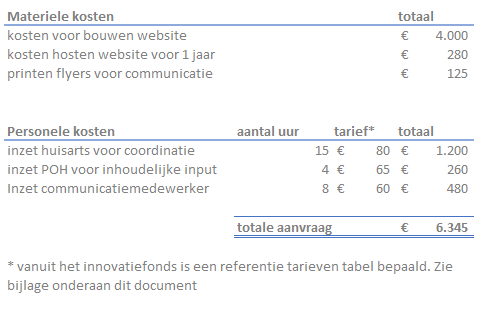 Materiele kosten totaal
kosten voor bouwen website € 4.000
kosten hosten website voor 1 jaar € 280
printen flyers voor communicatie € 125
Personele kosten aantal uur tarief* totaal
inzet huisarts voor coordinatie 15 € 80 € 1.200
inzet POH voor inhoudelijke input 4 € 65 € 260
Inzet communicatiemedewerker 8 € 60 € 480
totale aanvraag € 6.345
* vanuit het innovatiefonds is een referentie tarieven tabel bepaald. Zie
bijlage onderaan dit document